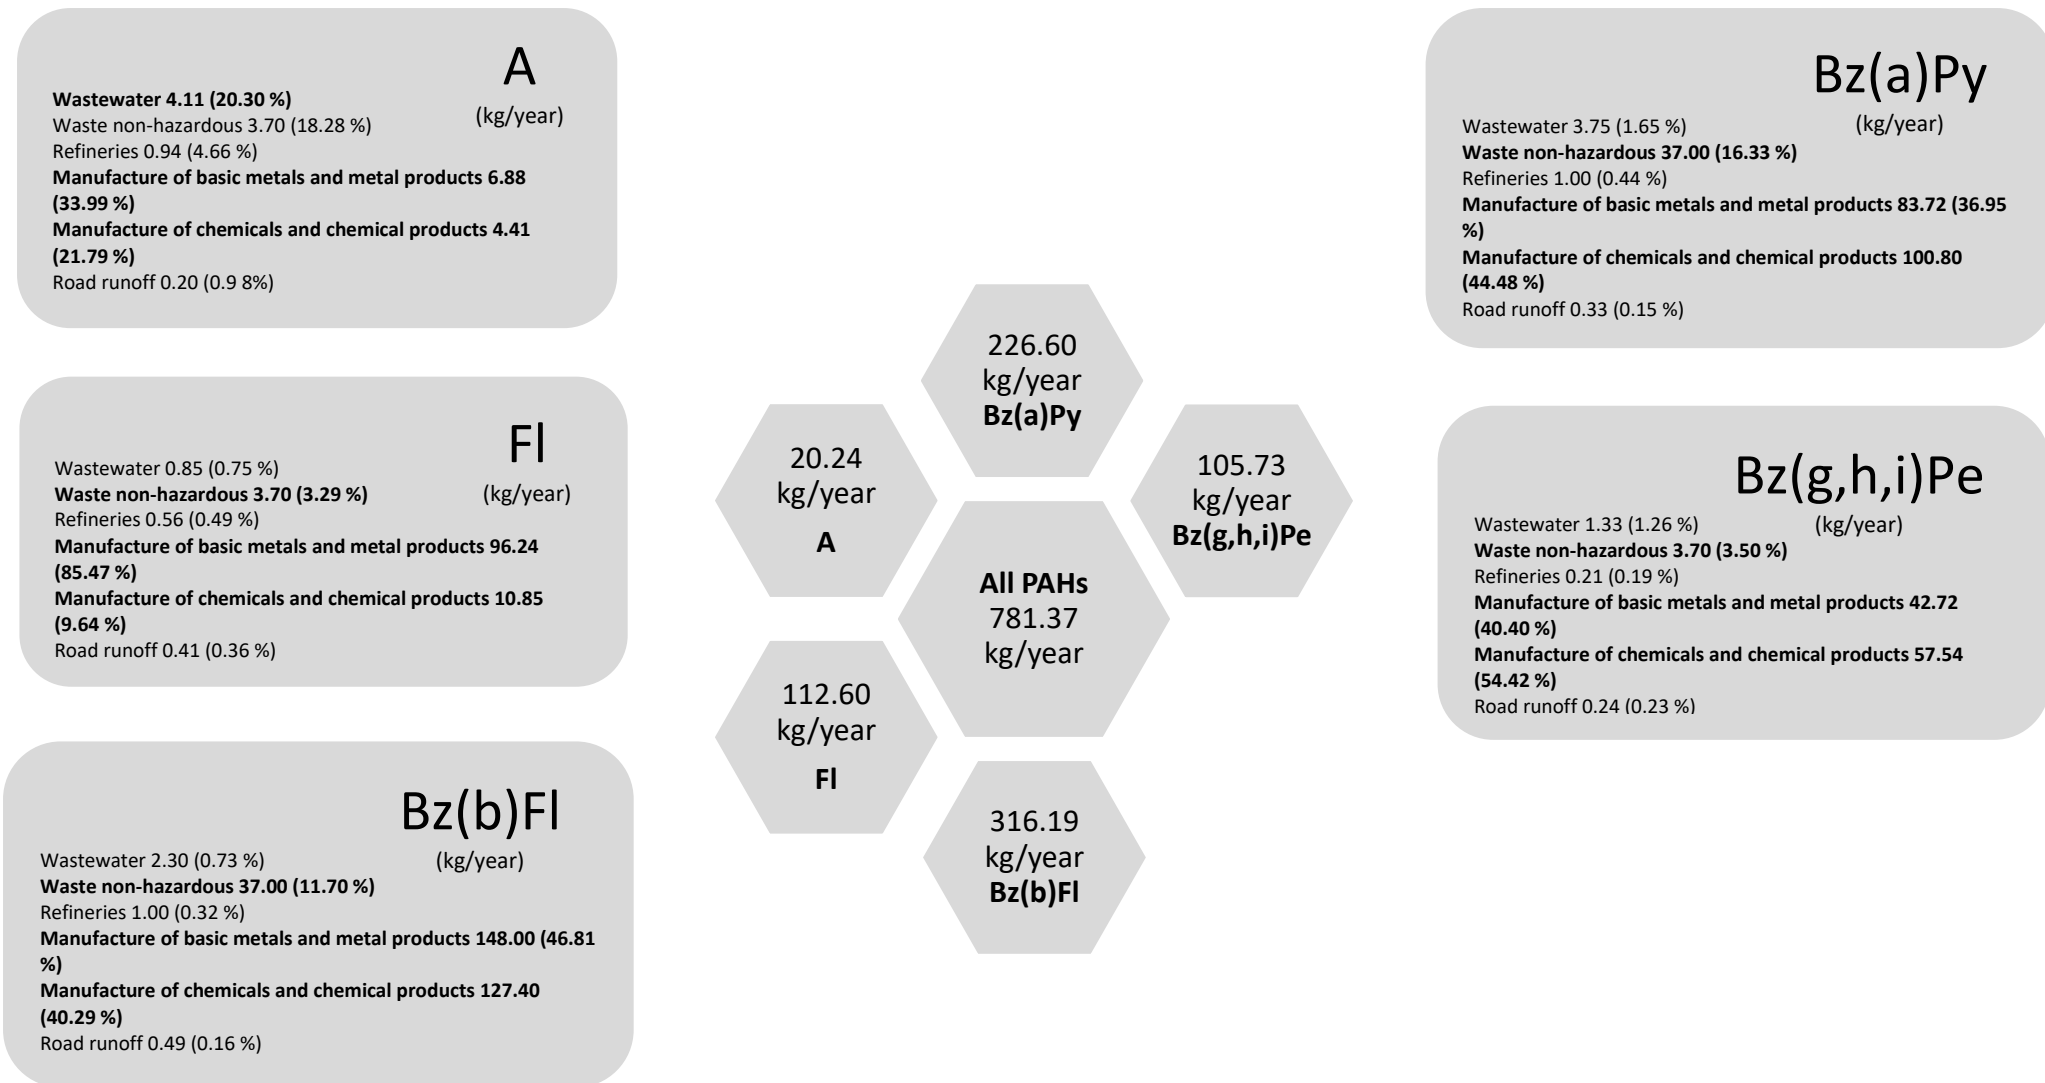 A
(kg/year)
Wastewater 4.11 (20.30 %)
Waste non-hazardous 3.70 (18.28 %)
Refineries 0.94 (4.66 %)
Manufacture of basic metals and metal products 6.88
(33.99 %)
Manufacture of chemicals and chemical products 4.41
(21.79 %)
Road runoff 0.20 (0.9 8%)
Fl
(kg/year)
Wastewater 0.85 (0.75 %)
Waste non-hazardous 3.70 (3.29 %)
Refineries 0.56 (0.49 %)
Manufacture of basic metals and metal products 96.24
(85.47 %)
Manufacture of chemicals and chemical products 10.85
(9.64 %)
Road runoff 0.41 (0.36 %)
Bz(b)Fl
(kg/year)
Wastewater 2.30 (0.73 %)
Waste non-hazardous 37.00 (11.70 %)
Refineries 1.00 (0.32 %)
Manufacture of basic metals and metal products 148.00 (46.81
%)
Manufacture of chemicals and chemical products 127.40
(40.29 %)
Road runoff 0.49 (0.16 %)
226.60
kg/year
Bz(a)Py
20.24
kg/year
A
105.73
kg/year
Bz(g,h,i)Pe
All PAHs
781.37
kg/year
112.60
kg/year
Fl
316.19
kg/year
Bz(b)Fl
Bz(a)Py
(kg/year)
Wastewater 3.75 (1.65 %)
Waste non-hazardous 37.00 (16.33 %)
Refineries 1.00 (0.44 %)
Manufacture of basic metals and metal products 83.72 (36.95
%)
Manufacture of chemicals and chemical products 100.80
(44.48 %)
Road runoff 0.33 (0.15 %)
Bz(g,h,i)Pe
(kg/year)
Wastewater 1.33 (1.26 %)
Waste non-hazardous 3.70 (3.50 %)
Refineries 0.21 (0.19 %)
Manufacture of basic metals and metal products 42.72
(40.40 %)
Manufacture of chemicals and chemical products 57.54
(54.42 %)
Road runoff 0.24 (0.23 %)